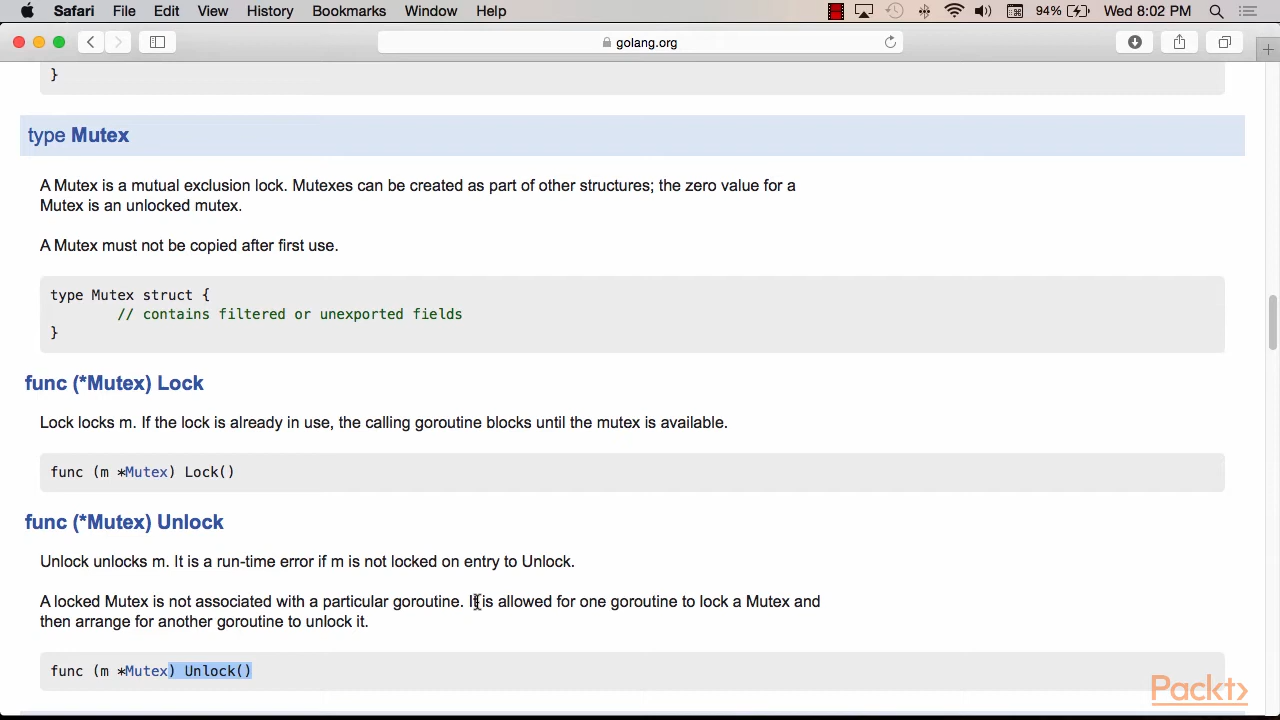 Safari File Edit View History Bookmarks Window Help 94% Wed 8:02 PM
golang.org
}
type Mutex
A Mutex is a mutual exclusion lock. Mutexes can be created as part of other structures; the zero value for a
Mutex is an unlocked mutex.
A Mutex must not be copied after first use.
type Mutex struct {
// contains filtered or unexported fields
}
func (*Mutex) Lock
Lock locks m. If the lock is already in use, the calling goroutine blocks until the mutex is available.
func (m *Mutex) Lock()
func (*Mutex) Unlock
Unlock unlocks m. It is a run-time error if m is not locked on entry to Unlock.
A locked Mutex is not associated with a particular goroutine. It is allowed for one goroutine to lock a Mutex and
then arrange for another goroutine to unlock it.
func (m *Mutex) Unlock()
Packt